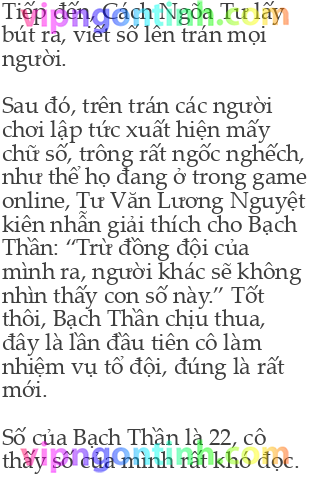 Tiếp đến, Cách Ngõa Tư lấy
vipngontinh.com
bút ra, viết số lên trán mọi
người.
Sau đó, trên trán các người
chơi lập tức xuất hiện mấy
chữ số, trông rất ngốc nghếch,
như thể họ đang ở trong game
online, Tư Văn Lương Nguyệt
kiên nhẫn giải thích cho Bạch
Thần: “Trừ đồng đội của
mình ra, người khác sẽ không
nhìn thấy con số này.” Tốt
thôi, Bạch Thần chịu thua,
đây là lần đầu tiên cô làm
nhiệm vụ tổ đội, đúng là rất
mới.
Số của Bạch Thần là 22, cô
thấy số của mình rất khó đọc.
vipngontinh.com